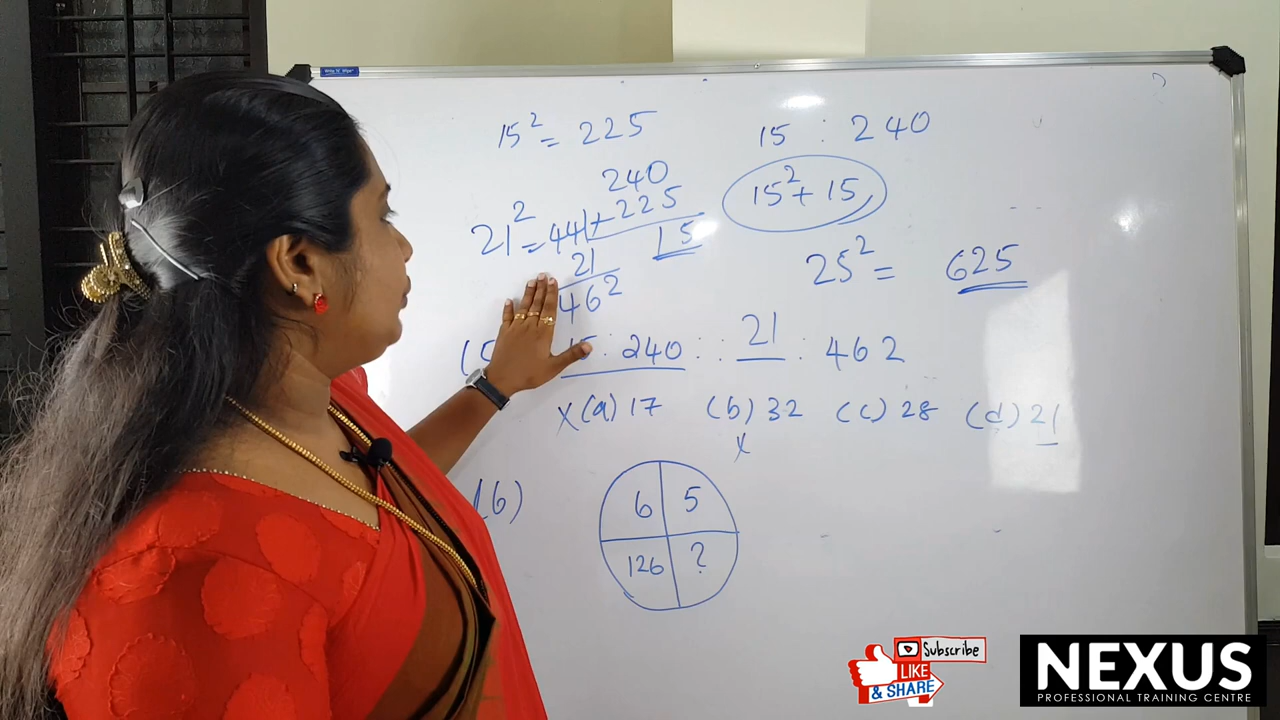 15² = 225
15 : 240
240
225
15
15² + 15
21² = 441+
21
462
25² = 625
15 : 240 :: 21 : 462
x (a) 17 (b) 32 (c) 28 (d) 21
x
6 5
126 ?
Subscribe
LIKE
& SHARE
NEXUS
PROFESSIONAL TRAINING CENTRE